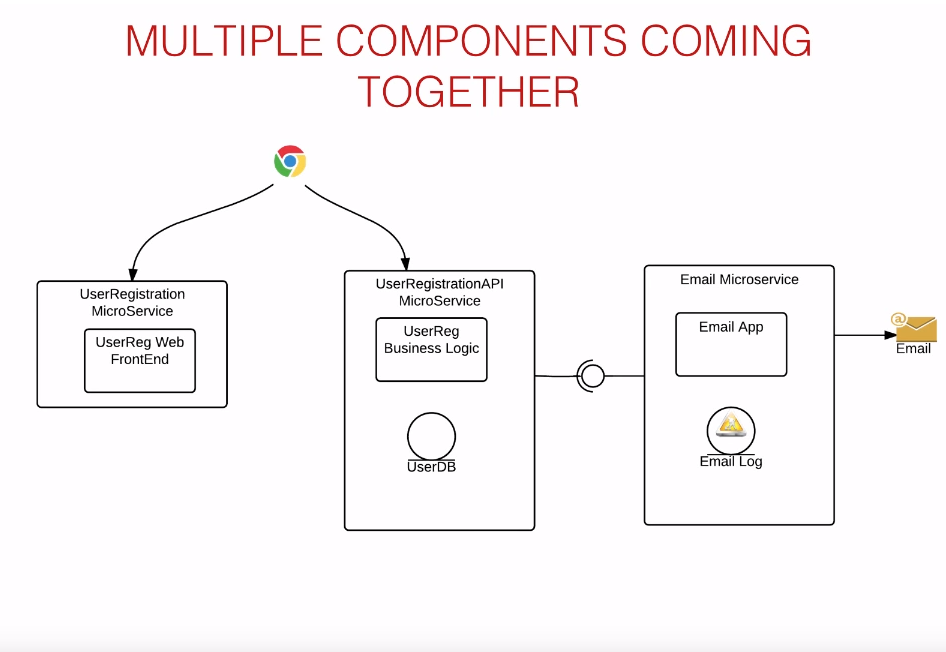 MULTIPLE COMPONENTS COMING
TOGETHER
UserRegistration
MicroService
UserReg Web
FrontEnd
UserRegistrationAPI
MicroService
UserReg
Business Logic
UserDB
Email Microservice
Email App
Email Log
@
Email